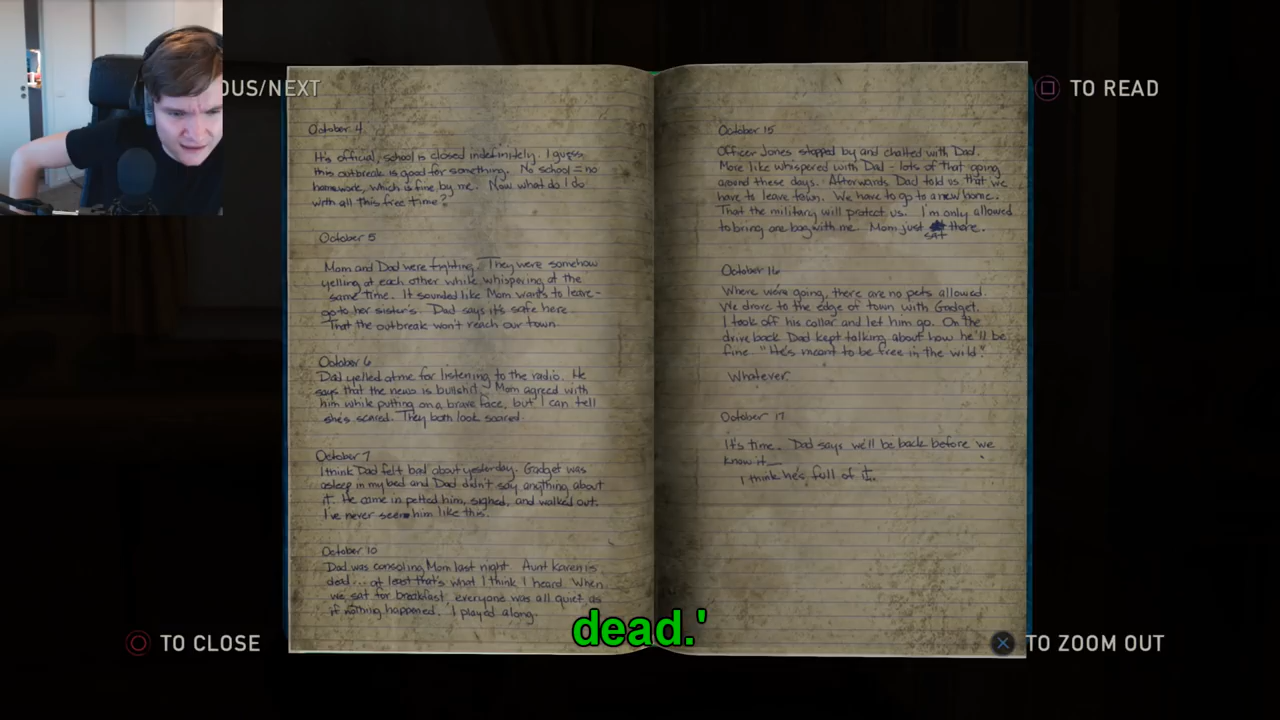 OUS/NEXT
TO READ
October 4
It's official, school is closed indefinitely. I guess
this outbreak is good for something. No school = no
homework, which is fine by me. Now what do I do
with all this free time?
October 5
Mom and Dad were fighting. They were somehow
yelling at each other while whispering at the
same time. It sounded like Mom wants to leave -
go to her sister's. Dad says it's safe here.
That the outbreak won't reach our town.
October 6
Dad yelled at me for listening to the radio. He
says that the news is bullshit. Mom agreed with
him while putting on a brave face, but I can tell
she's scared. They both look scared.
October 7
I think Dad felt bad about yesterday. Gadget was
asleep in my bed and Dad didn't say anything about
it. He came in petted him, sighed, and walked out.
I've never seen him like this.
October 10
Dad was consoling Mom last night. Aunt Karen is
dead... at least that's what I think I heard. When
we sat for breakfast, everyone was all quiet as
if nothing happened. I played along.
October 15
Officer Jones stopped by and chatted with Dad.
More like whispered with Dad - lots of that going
around these days. Afterwards Dad told us that we
have to leave town. We have to go to a new home.
That the military will protect us. I'm only allowed
to bring one bag with me. Mom just sat there.
October 16
Where we're going, there are no pets allowed.
We drove to the edge of town with Gadget.
I took off his collar and let him go. On the
drive back Dad kept talking about how he'll be
fine. "He's meant to be free in the wild."
Whatever.
October 17
It's time. Dad says we'll be back before we
know it
I think he's full of it.
dead.'
TO CLOSE
TO ZOOM OUT